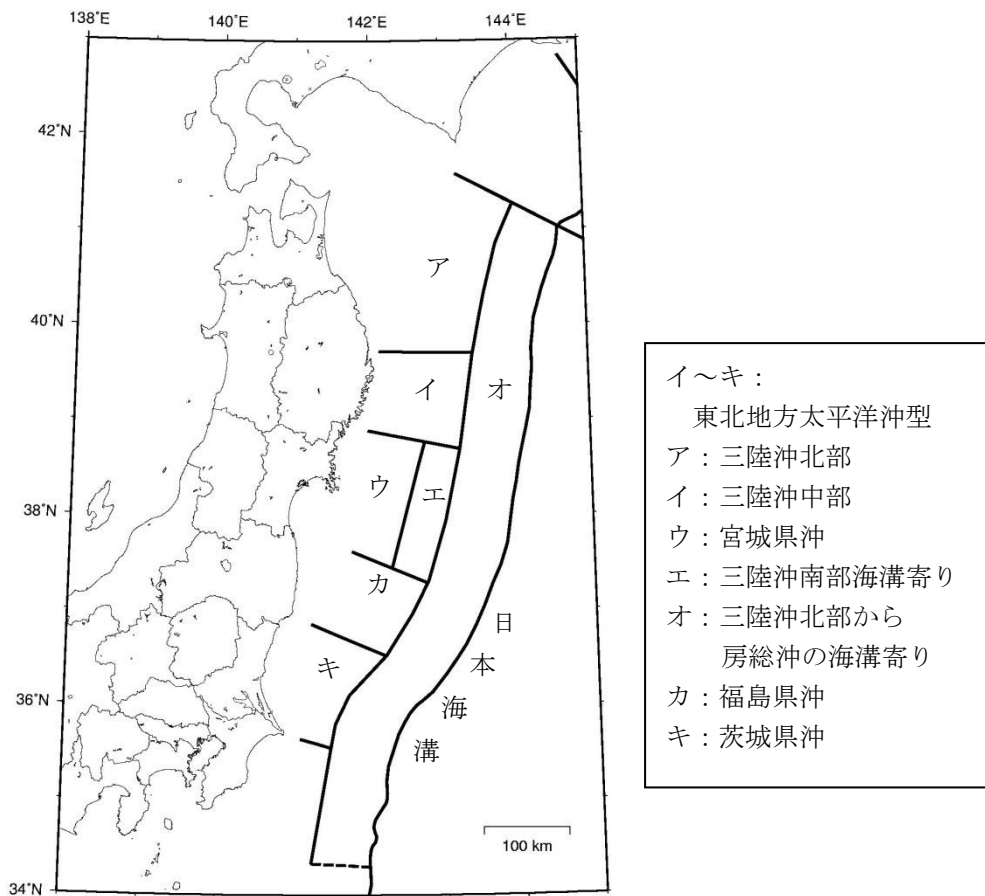 138°E
140°E
142°E
144°E
42°N
40°N
38°N
36°N
34°N
ア
イ
オ
ウ
エ
カ
キ
日
本
海
溝
100 km
イ～キ：
東北地方太平洋沖型
ア：三陸沖北部
イ：三陸沖中部
ウ：宮城県沖
エ：三陸沖南部海溝寄り
オ：三陸沖北部から
房総沖の海溝寄り
カ：福島県沖
キ：茨城県沖